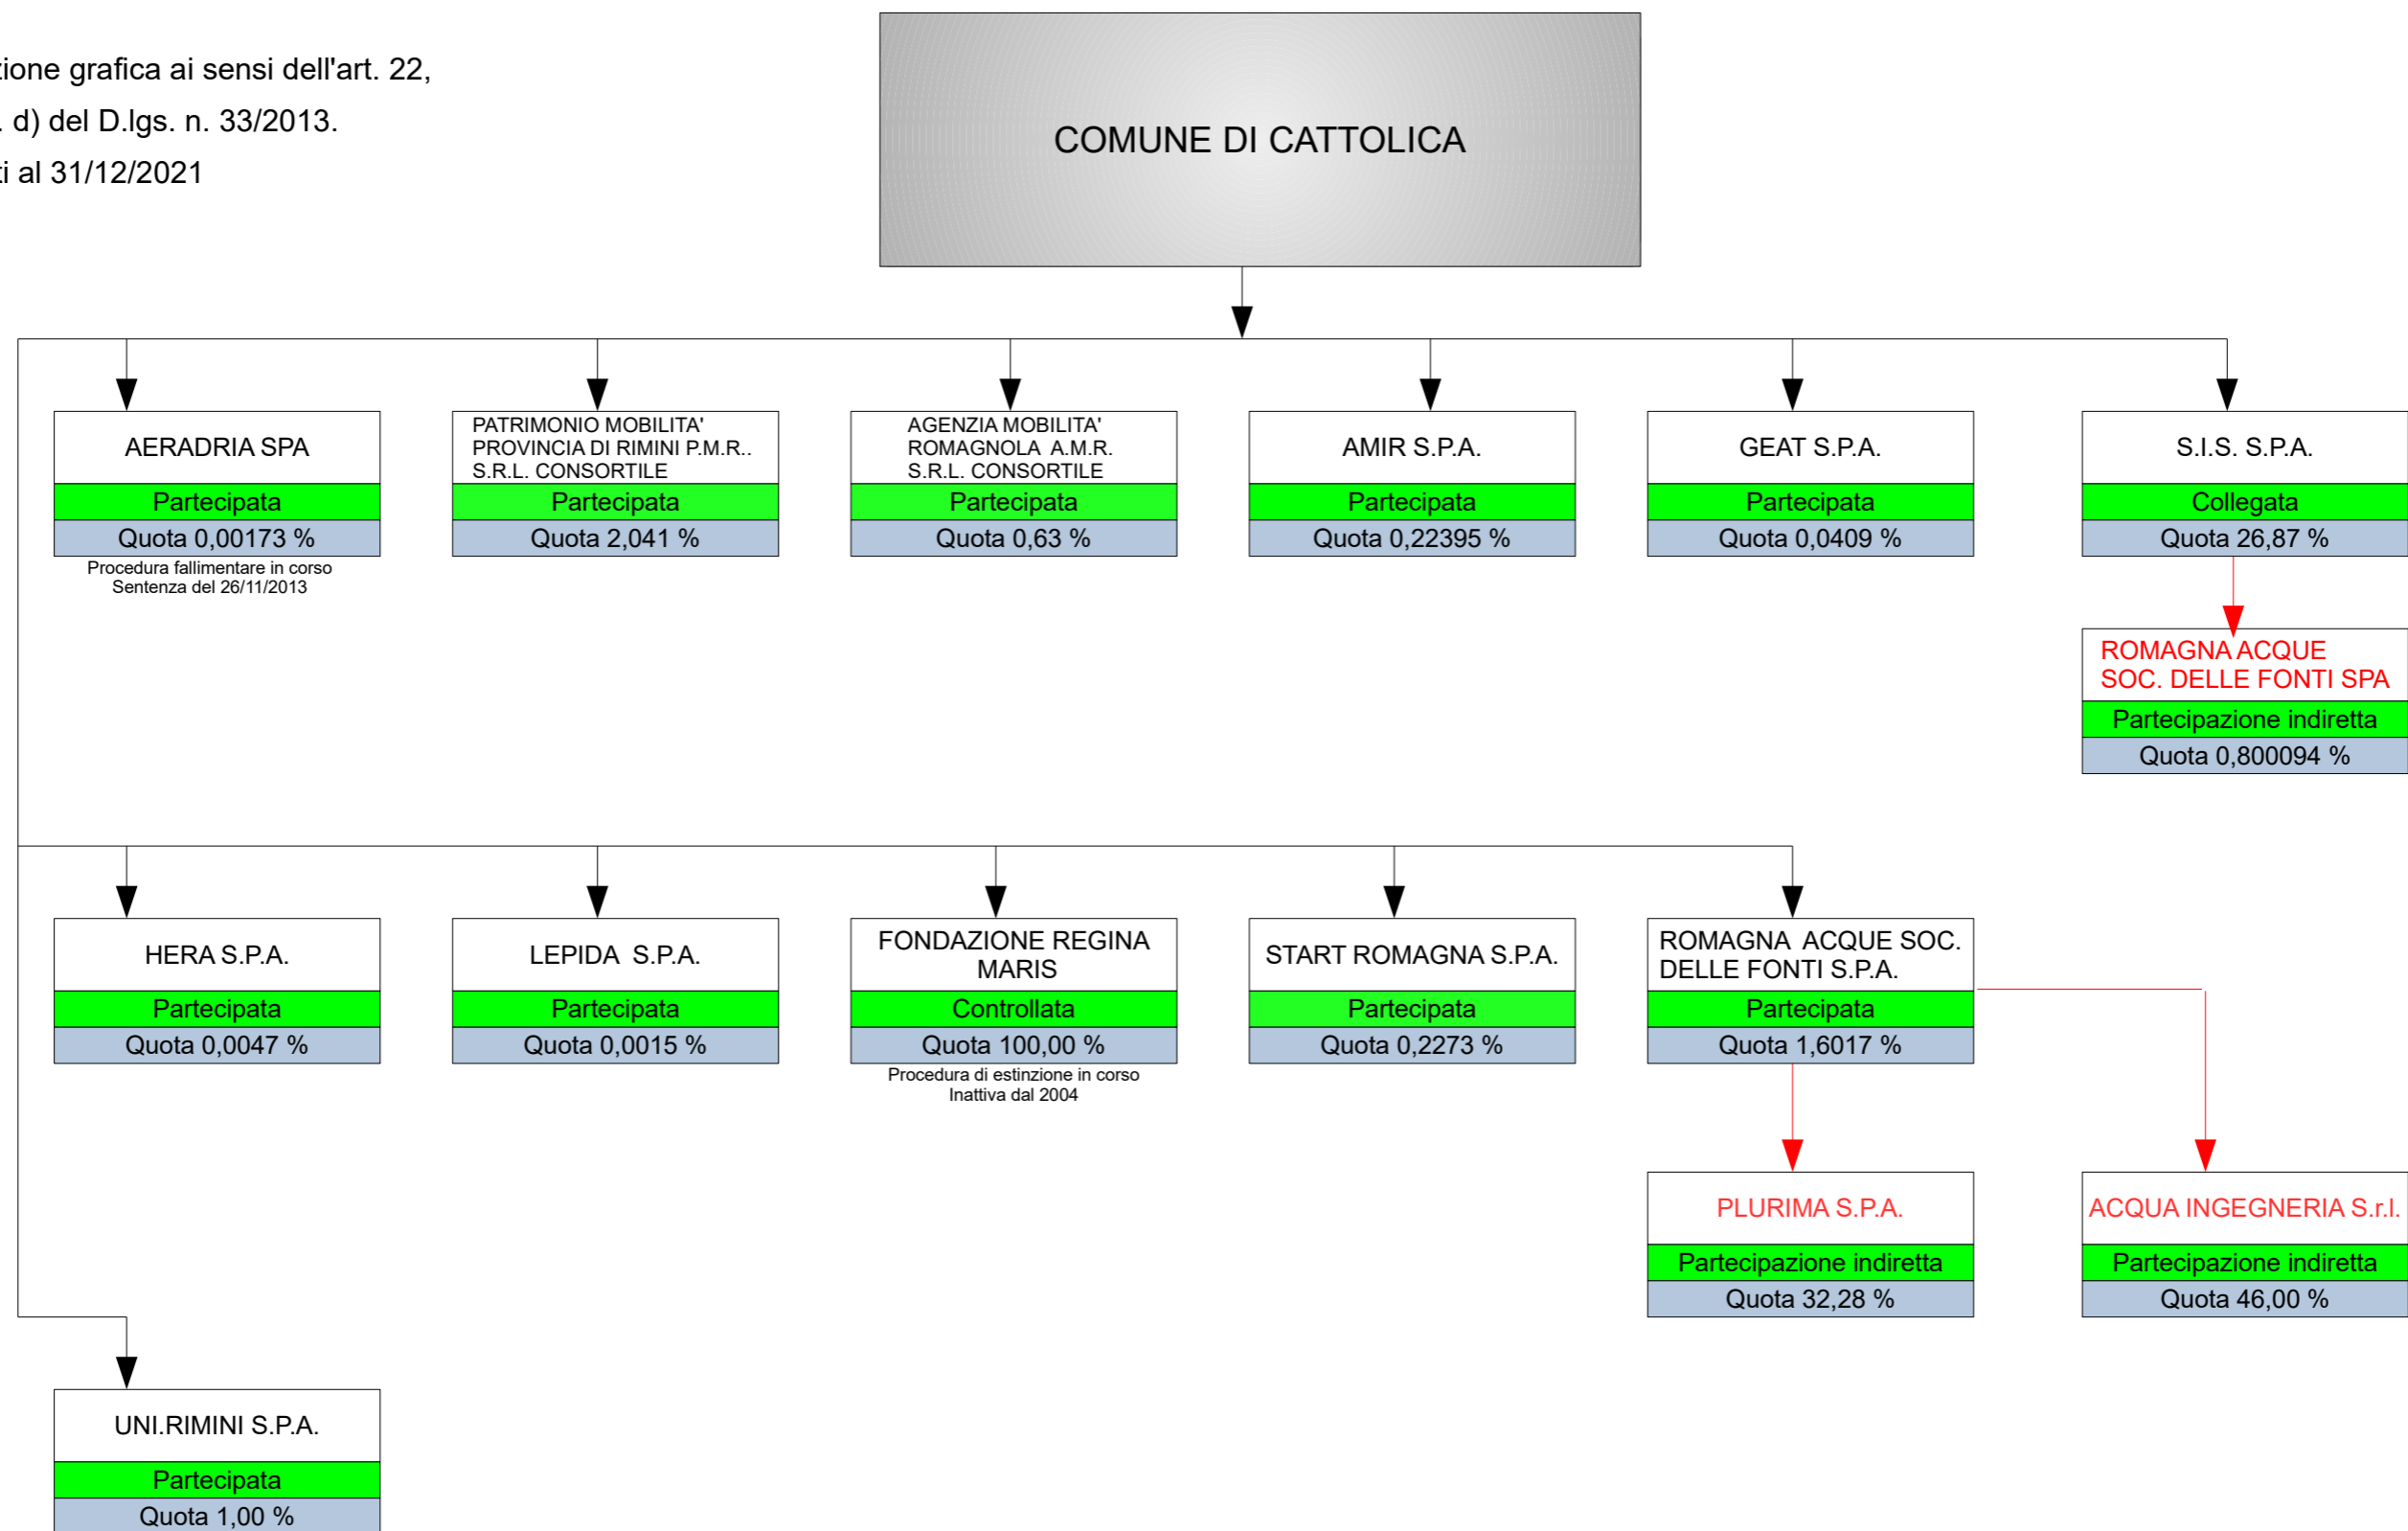 zione grafica ai sensi dell'art. 22,
. d) del D.lgs. n. 33/2013.
ti al 31/12/2021
COMUNE DI CATTOLICA
AERADRIA SPA
Partecipata
Quota 0,00173 %
Procedura fallimentare in corso
Sentenza del 26/11/2013
PATRIMONIO MOBILITA'
PROVINCIA DI RIMINI P.M.R..
S.R.L. CONSORTILE
Partecipata
Quota 2,041 %
AGENZIA MOBILITA'
ROMAGNOLA A.M.R.
S.R.L. CONSORTILE
Partecipata
Quota 0,63 %
AMIR S.P.A.
Partecipata
Quota 0,22395 %
GEAT S.P.A.
Partecipata
Quota 0,0409 %
S.I.S. S.P.A.
Collegata
Quota 26,87 %
ROMAGNA ACQUE
SOC. DELLE FONTI SPA
Partecipazione indiretta
Quota 0,800094 %
HERA S.P.A.
Partecipata
Quota 0,0047 %
LEPIDA S.P.A.
Partecipata
Quota 0,0015 %
FONDAZIONE REGINA
MARIS
Controllata
Quota 100,00 %
Procedura di estinzione in corso
Inattiva dal 2004
START ROMAGNA S.P.A.
Partecipata
Quota 0,2273 %
ROMAGNA ACQUE SOC.
DELLE FONTI S.P.A.
Partecipata
Quota 1,6017 %
PLURIMA S.P.A.
Partecipazione indiretta
Quota 32,28 %
ACQUA INGEGNERIA S.r.l.
Partecipazione indiretta
Quota 46,00 %
UNI.RIMINI S.P.A.
Partecipata
Quota 1,00 %